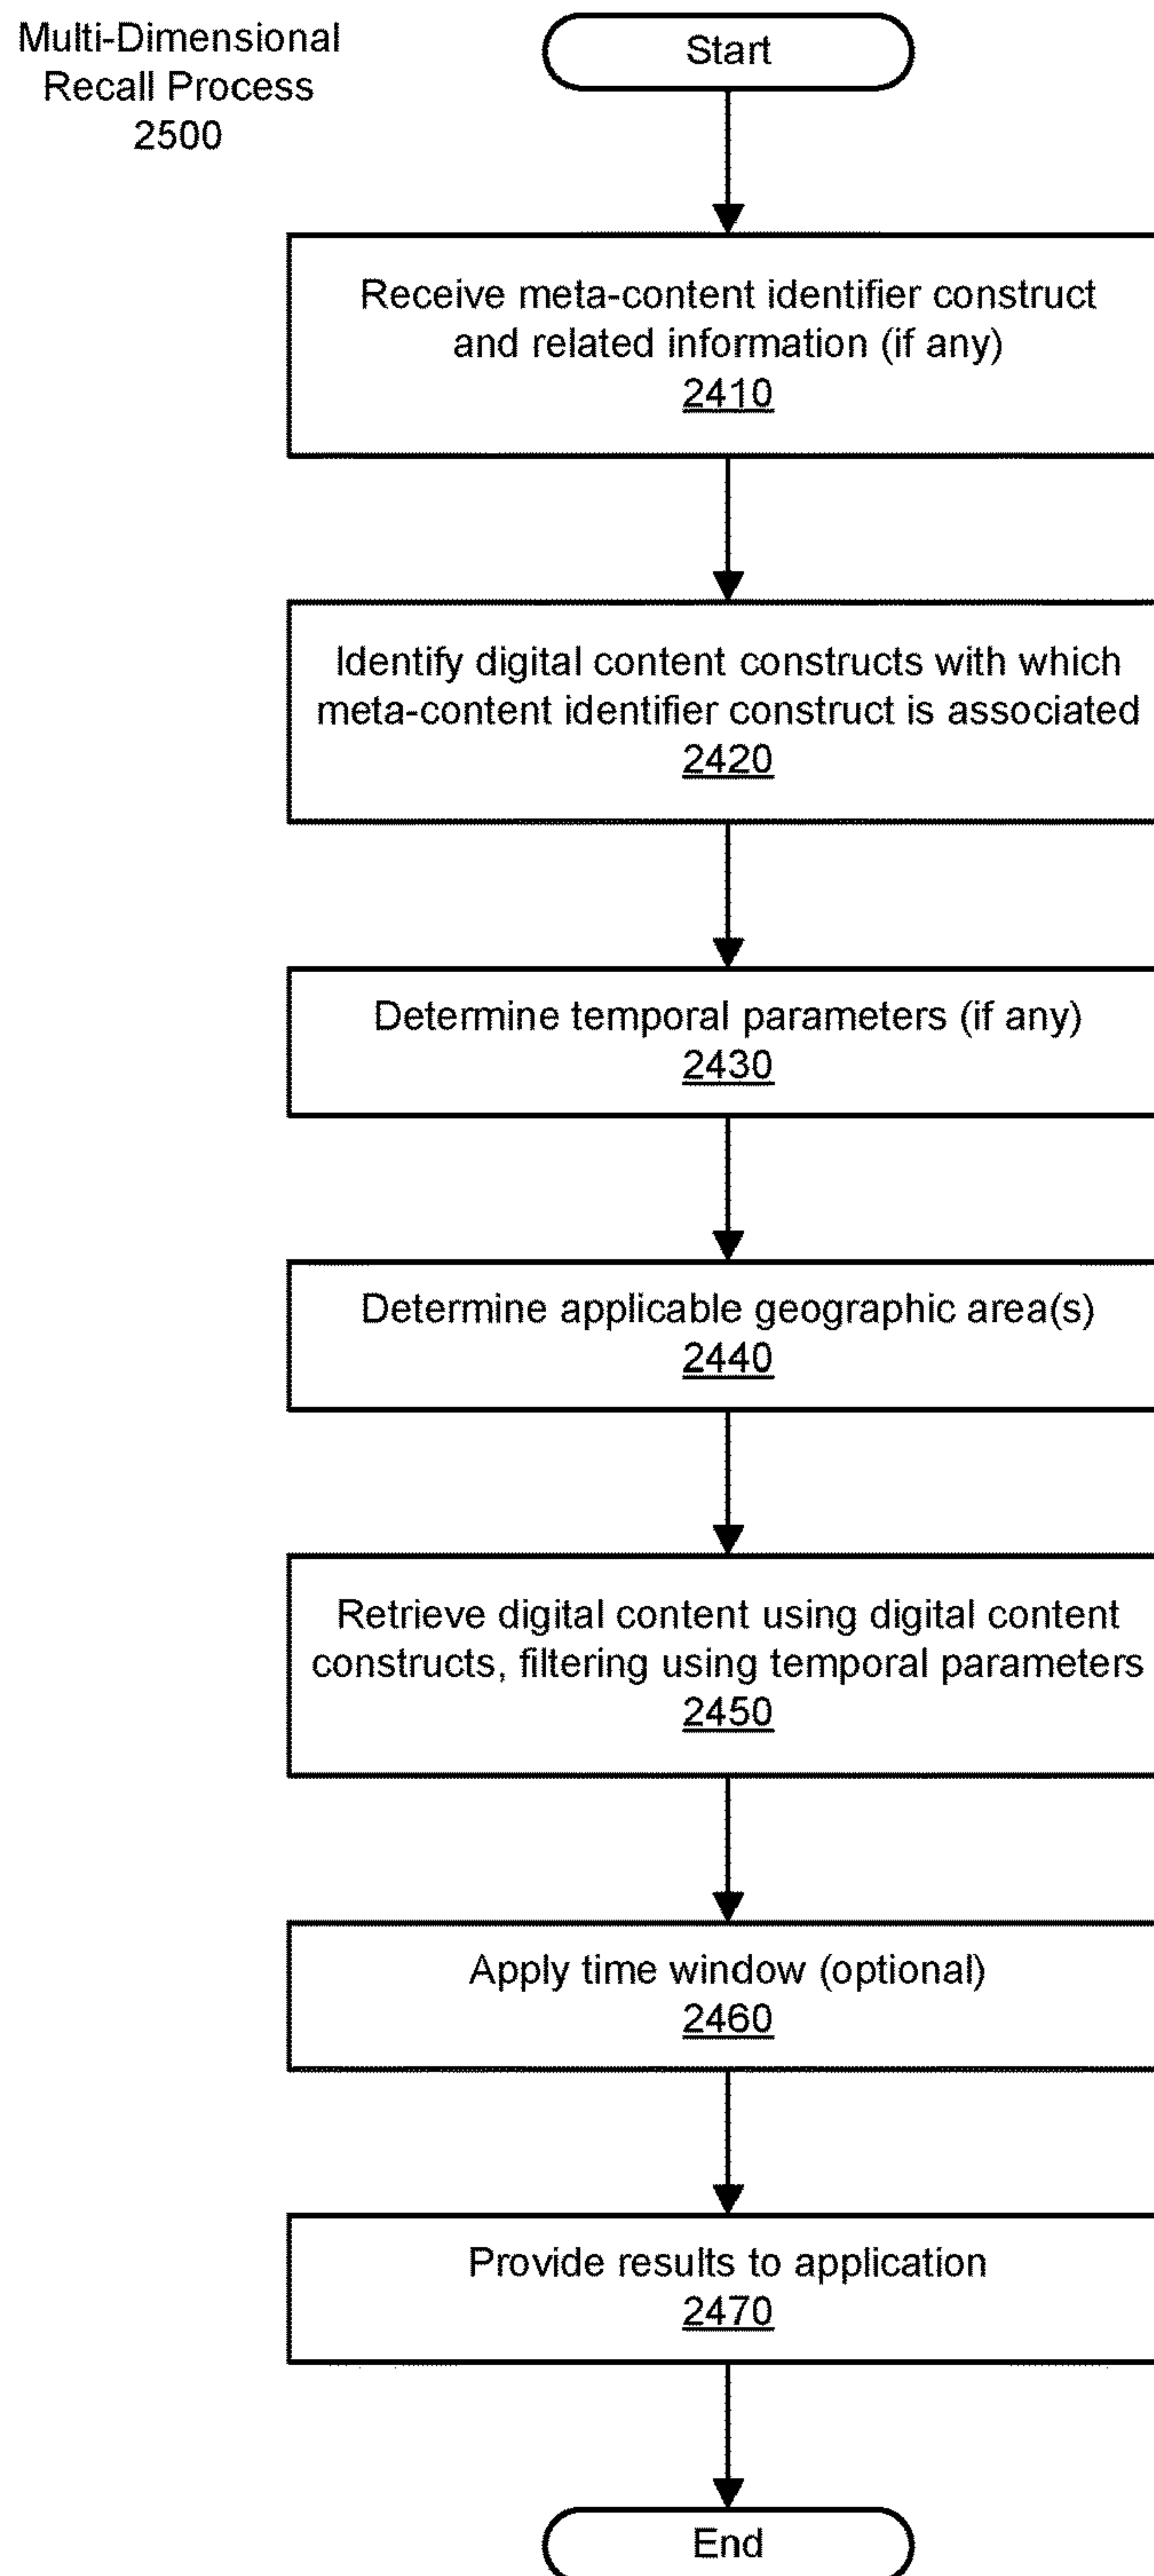 Multi-Dimensional
Recall Process
2500
Start
Receive meta-content identifier construct
and related information (if any)
2410
Identify digital content constructs with which
meta-content identifier construct is associated
2420
Determine temporal parameters (if any)
2430
Determine applicable geographic area(s)
2440
Retrieve digital content using digital content
constructs, filtering using temporal parameters
2450
Apply time window (optional)
2460
Provide results to application
2470
End